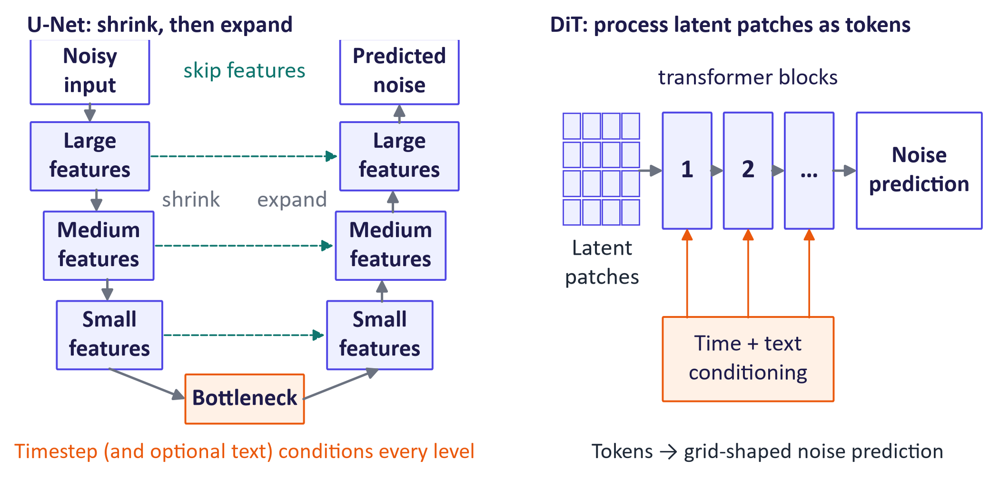 U-Net: shrink, then expand
Noisy
input
skip features
Predicted
noise
Large
features
Large
features
shrink
expand
Medium
features
Medium
features
Small
features
Small
features
Bottleneck
Timestep (and optional text) conditions every level
DiT: process latent patches as tokens
transformer blocks
1
2
...
Noise
prediction
Latent
patches
Time + text
conditioning
Tokens → grid-shaped noise prediction